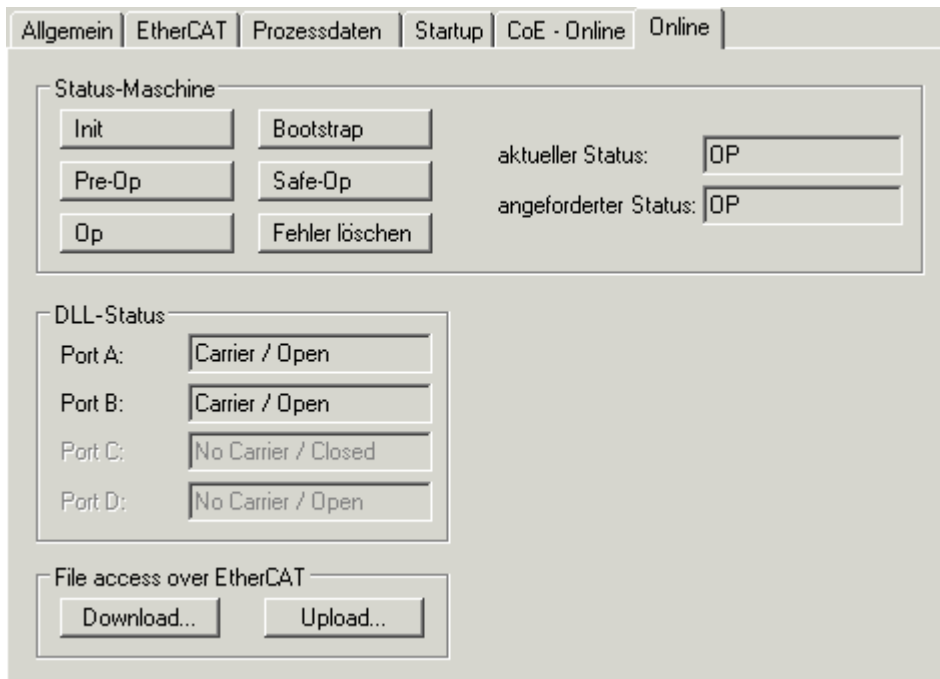 Allgemein EtherCAT Prozessdaten Startup CoE - Online Online
Status-Maschine
Init Bootstrap
aktueller Status: OP
Pre-Op Safe-Op
angeforderter Status: OP
Op Fehler löschen
DLL-Status
Port A: Carrier / Open
Port B: Carrier / Open
Port C: No Carrier / Closed
Port D: No Carrier / Open
File access over EtherCAT
Download... Upload...